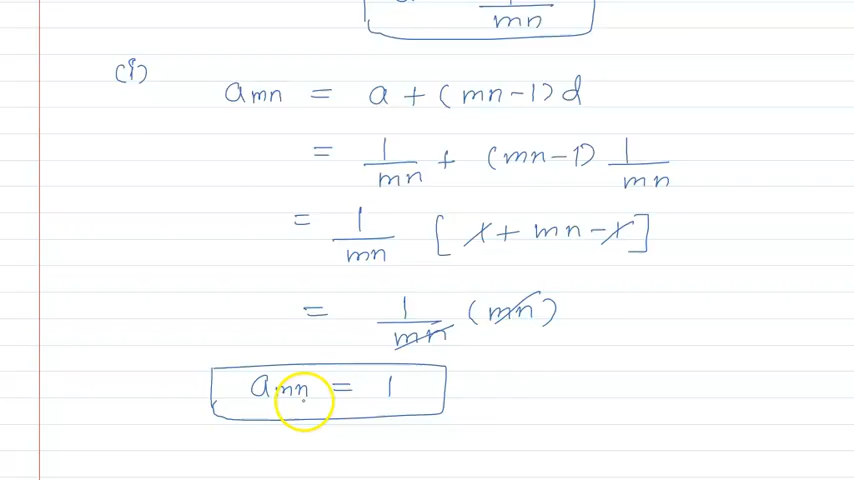 mn
(i)
amn = a + (mn-1)d
= 1/mn + (mn-1) 1/mn
= 1/mn [1 + mn - 1]
= 1/mn (mn)
amn = 1